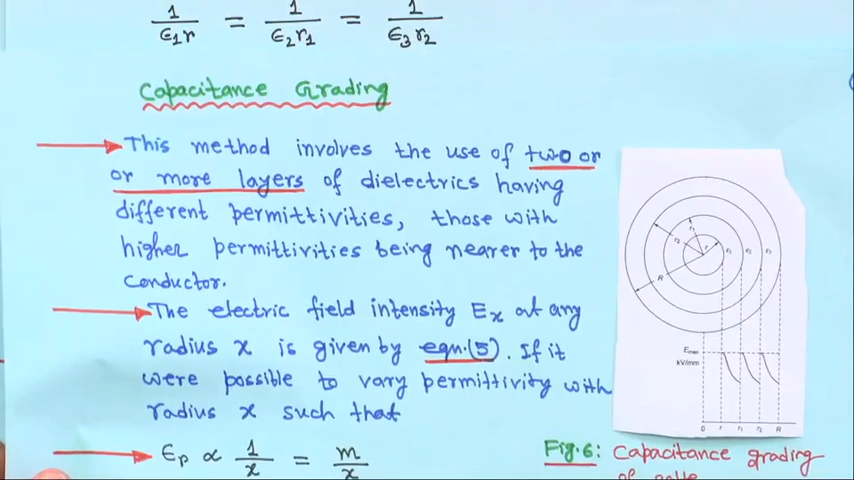 1/ε₁r = 1/ε₂r₁ = 1/ε₃r₂
Capacitance Grading
This method involves the use of two or
or more layers of dielectrics having
different permittivities, those with
higher permittivities being nearer to the
conductor.
The electric field intensity Ex at any
radius x is given by eqn.(5). If it
were possible to vary permittivity with
radius x such that
εp ∝ 1/x = m/x
r₁
r₂
r
ε₁ ε₂ ε₃
R
Emax
kV/mm
0 r r₁ r₂ R
Fig.6: Capacitance grading
of